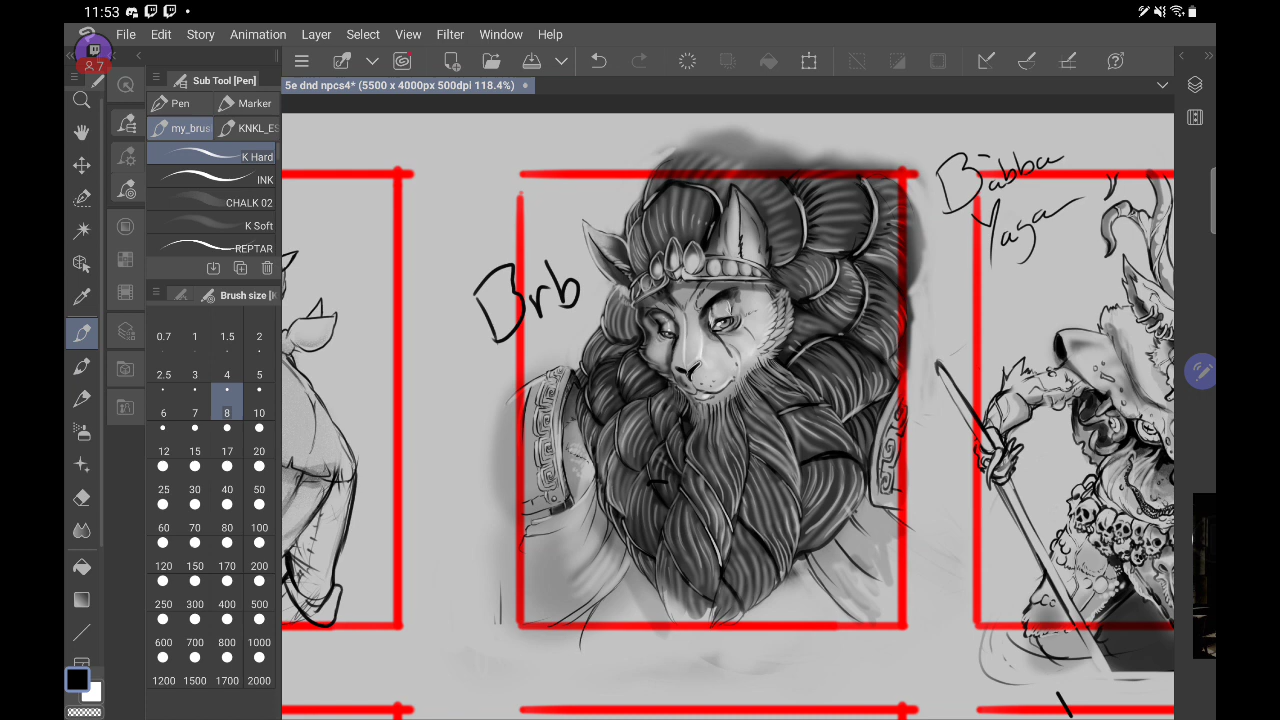 11:53
File Edit Story Animation Layer Select View Filter Window Help
7
Sub Tool [Pen]
5e dnd npcs4* (5500 x 4000px 500dpi 118.4%)
Pen Marker
my_brus KNKL_ES
K Hard
INK
CHALK 02
K Soft
REPTAR
Brush size [K
0.7 1 1.5 2
2.5 3 4 5
6 7 8 10
12 15 17 20
25 30 40 50
60 70 80 100
120 150 170 200
250 300 400 500
600 700 800 1000
1200 1500 1700 2000
Brb
Babba
Yaga